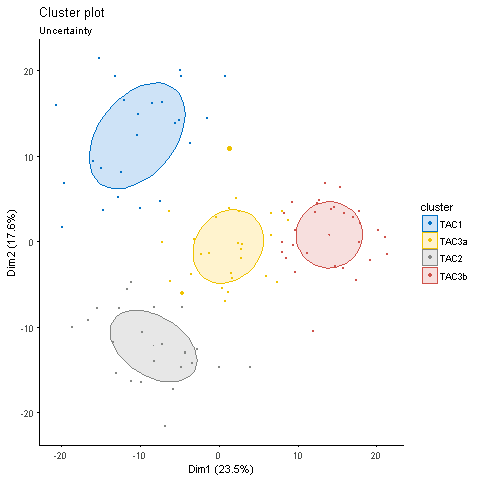 Cluster plot
Uncertainty
20
10
0
-10
-20
Dim2 (17.6%)
-20
-10
0
10
20
Dim1 (23.5%)
cluster
TAC1
TAC3a
TAC2
TAC3b